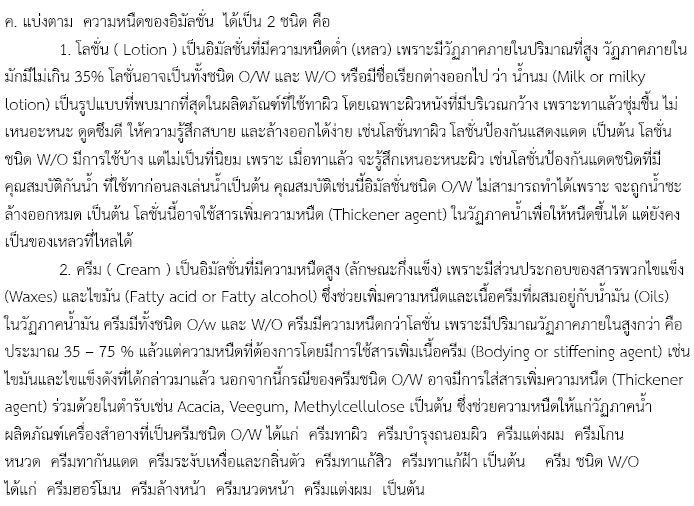 ค. แบ่งตาม ความหนืดของอิมัลชั่น ได้เป็น 2 ชนิด คือ
1. โลชั่น ( Lotion ) เป็นอิมัลชั่นที่มีความหนืดต่ำ (เหลว) เพราะมีวัฏภาคภายในปริมาณที่สูง วัฏภาคภายใน
มักมีไม่เกิน 35% โลชั่นอาจเป็นทั้งชนิด O/W และ W/O หรือมีชื่อเรียกต่างออกไป ว่า น้ำนม (Milk or milky
lotion) เป็นรูปแบบที่พบมากที่สุดในผลิตภัณฑ์ที่ใช้ทาผิว โดยเฉพาะผิวหนังที่มีบริเวณกว้าง เพราะทาแล้วชุ่มชื้น ไม่
เหนอะหนะ ดูดซึมดี ให้ความรู้สึกสบาย และล้างออกได้ง่าย เช่นโลชั่นทาผิว โลชั่นป้องกันแสดงแดด เป็นต้น โลชั่น
ชนิด W/O มีการใช้บ้าง แต่ไม่เป็นที่นิยม เพราะ เมื่อทาแล้ว จะรู้สึกเหนอะหนะผิว เช่นโลชั่นป้องกันแดดชนิดที่มี
คุณสมบัติกันน้ำ ที่ใช้ทาก่อนลงเล่นน้ำเป็นต้น คุณสมบัติเช่นนี้อิมัลชั่นชนิด O/W ไม่สามารถทำได้เพราะ จะถูกน้ำชะ
ล้างออกหมด เป็นต้น โลชั่นนี้อาจใช้สารเพิ่มความหนืด (Thickener agent) ในวัฏภาคน้ำเพื่อให้หนืดขึ้นได้ แต่ยังคง
เป็นของเหลวที่ไหลได้
2. ครีม ( Cream ) เป็นอิมัลชั่นที่มีความหนืดสูง (ลักษณะกึ่งแข็ง) เพราะมีส่วนประกอบของสารพวกไขแข็ง
(Waxes) และไขมัน (Fatty acid or Fatty alcohol) ซึ่งช่วยเพิ่มความหนืดและเนื้อครีมที่ผสมอยู่กับน้ำมัน (Oils)
ในวัฏภาคน้ำมัน ครีมมีทั้งชนิด O/w และ W/O ครีมมีความหนืดกว่าโลชั่น เพราะมีปริมาณวัฏภาคภายในสูงกว่า คือ
ประมาณ 35 – 75 % แล้วแต่ความหนืดที่ต้องการโดยมีการใช้สารเพิ่มเนื้อครีม (Bodying or stiffening agent) เช่น
ไขมันและไขแข็งดังที่ได้กล่าวมาแล้ว นอกจากนี้กรณีของครีมชนิด O/W อาจมีการใส่สารเพิ่มความหนืด (Thickener
agent) ร่วมด้วยในตำรับเช่น Acacia, Veegum, Methylcellulose เป็นต้น ซึ่งช่วยความหนืดให้แก่วัฏภาคน้ำ
ผลิตภัณฑ์เครื่องสำอางที่เป็นครีมชนิด O/W ได้แก่ ครีมทาผิว ครีมบำรุงถนอมผิว ครีมแต่งผม ครีมโกน
หนวด ครีมทากันแดด ครีมระงับเหงื่อและกลิ่นตัว ครีมทาแก้สิว ครีมทาแก้ฝ้า เป็นต้น ครีม ชนิด W/O
ได้แก่ ครีมฮอร์โมน ครีมล้างหน้า ครีมนวดหน้า ครีมแต่งผม เป็นต้น